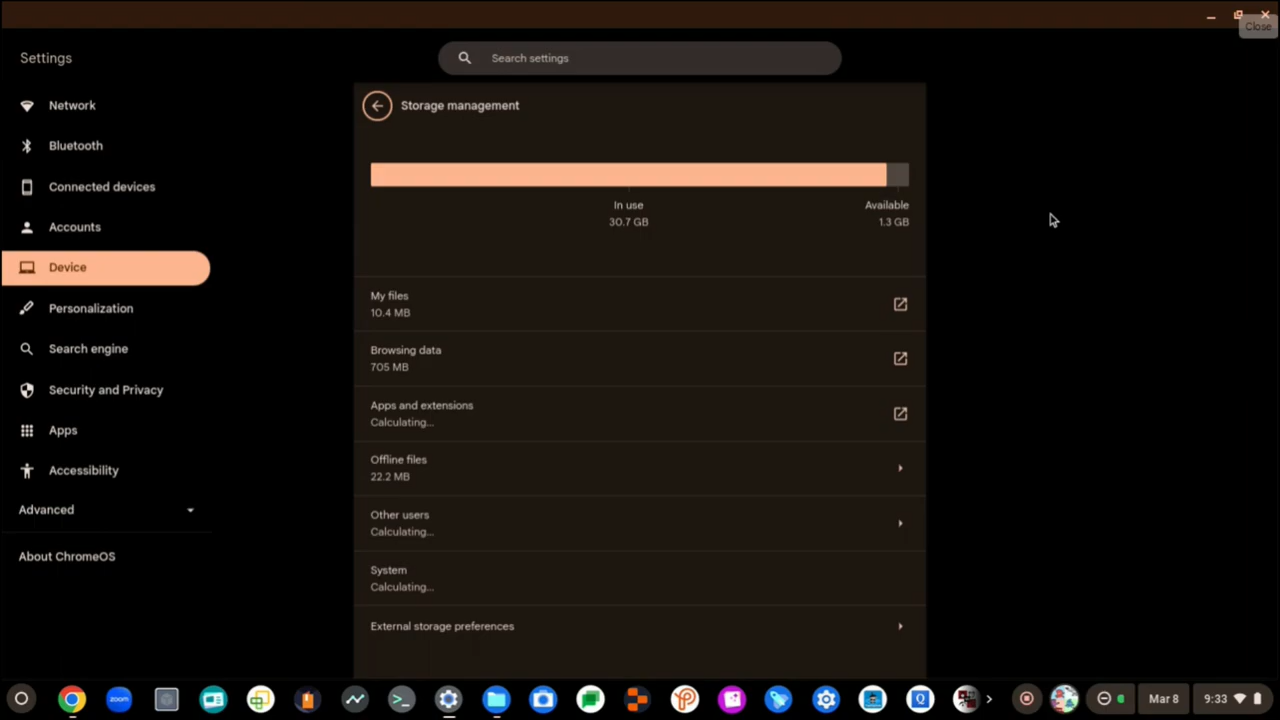 Close
Settings
Search settings
Network
Bluetooth
Connected devices
Accounts
Device
Personalization
Search engine
Security and Privacy
Apps
Accessibility
Advanced
About ChromeOS
Storage management
In use
30.7 GB
Available
1.3 GB
My files
10.4 MB
Browsing data
705 MB
Apps and extensions
Calculating...
Offline files
22.2 MB
Other users
Calculating...
System
Calculating...
External storage preferences
zoom
Q
Mar 8
9:33